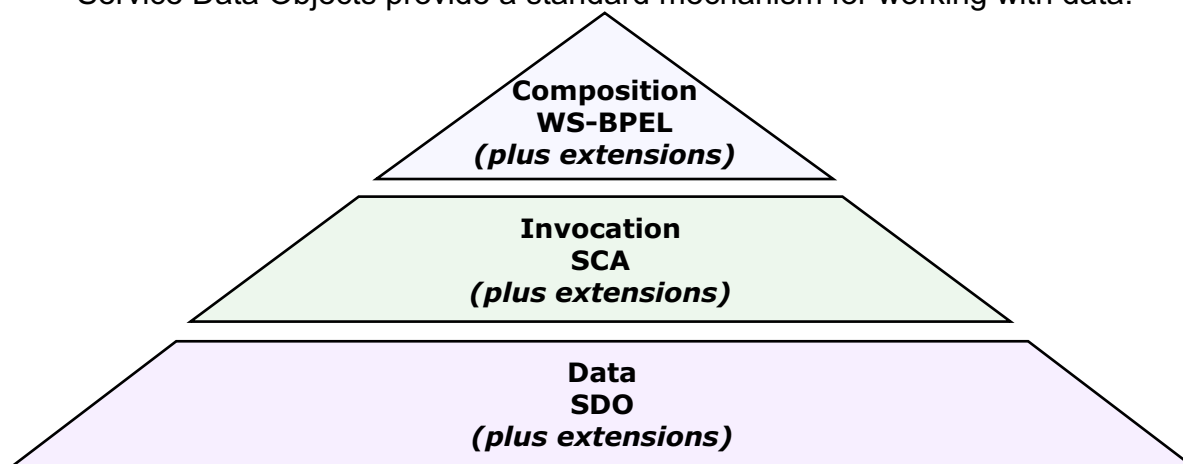 Service Data Objects provide a standard mechanism for working with data.
Composition
WS-BPEL
(plus extensions)
Invocation
SCA
(plus extensions)
Data
SDO
(plus extensions)